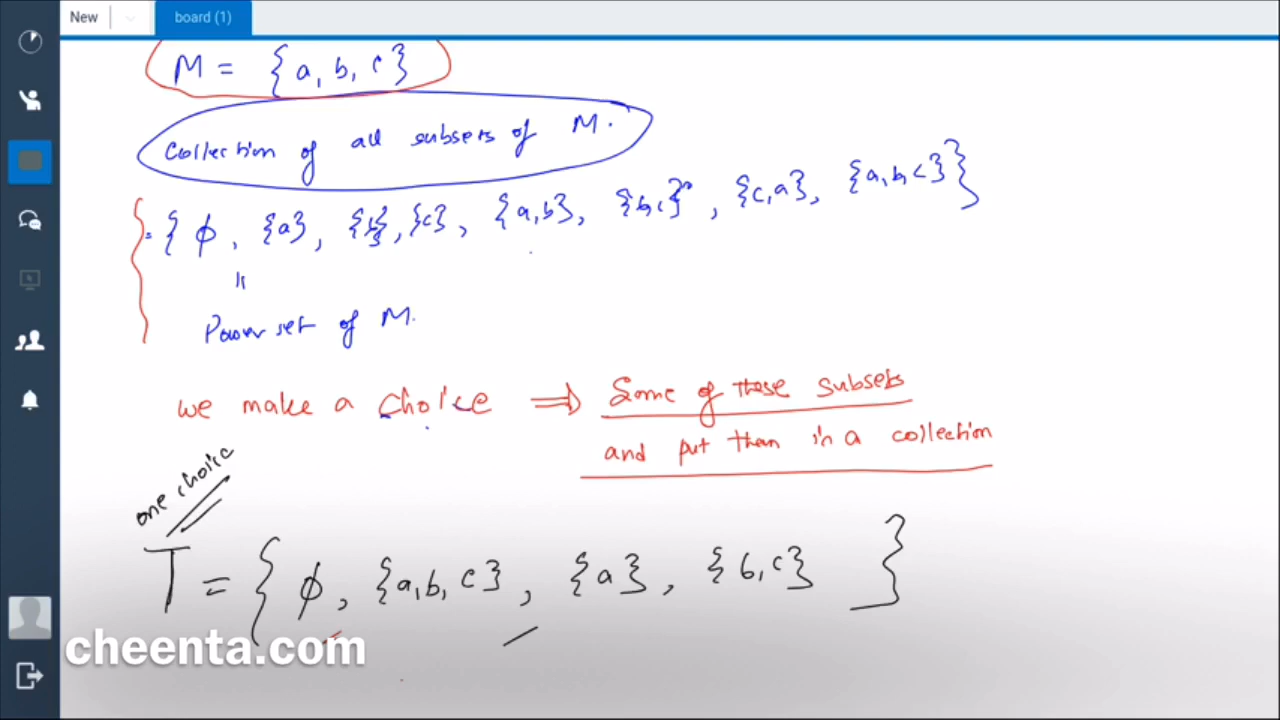 New
board (1)
M = { a, b, c }
Collection of all subsets of M.
= { φ, {a}, {b}, {c}, {a,b}, {b,c}, {c,a}, {a,b,c} }
Power set of M.
we make a choice ⇒ Some of these subsets
and put them in a collection
one choice
T = { φ, {a,b,c}, {a}, {b,c} }
cheenta.com